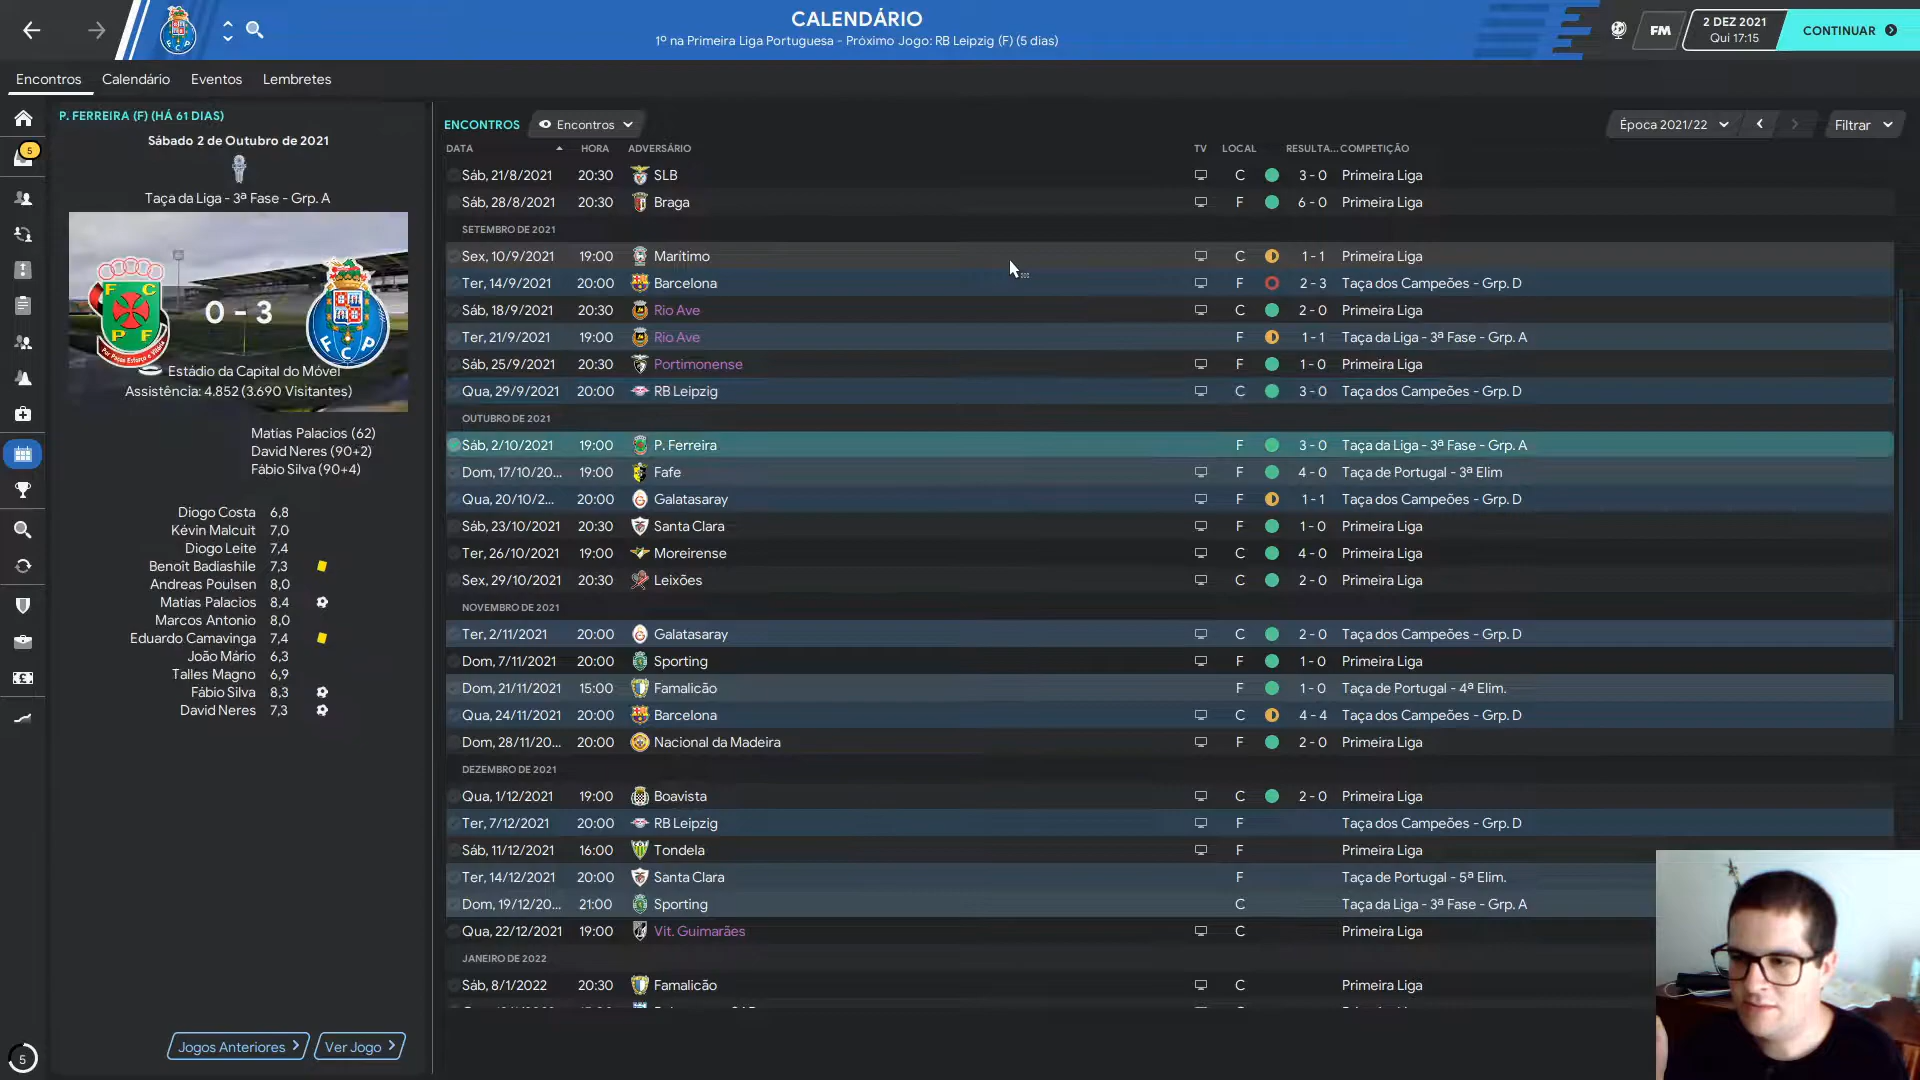 CALENDÁRIO
1º na Primeira Liga Portuguesa - Próximo Jogo: RB Leipzig (F) (5 dias)
FM
2 DEZ 2021
Qui 17:15
CONTINUAR
Encontros Calendário Eventos Lembretes
P. FERREIRA (F) (HÁ 61 DIAS)
Sábado 2 de Outubro de 2021
Taça da Liga - 3ª Fase - Grp. A
0 - 3
Estádio da Capital do Móvel
Assistência: 4.852 (3.690 Visitantes)
Matías Palacios (62)
David Neres (90+2)
Fábio Silva (90+4)
Diogo Costa 6,8
Kévin Malcuit 7,0
Diogo Leite 7,4
Benoît Badiashile 7,3
Andreas Poulsen 8,0
Matías Palacios 8,4
Marcos Antonio 8,0
Eduardo Camavinga 7,4
João Mário 6,3
Talles Magno 6,9
Fábio Silva 8,3
David Neres 7,3
Jogos Anteriores
Ver Jogo
5
5
ENCONTROS Encontros Época 2021/22 Filtrar
DATA HORA ADVERSÁRIO TV LOCAL RESULTA... COMPETIÇÃO
Sáb, 21/8/2021 20:30 SLB C 3 - 0 Primeira Liga
Sáb, 28/8/2021 20:30 Braga F 6 - 0 Primeira Liga
SETEMBRO DE 2021
Sex, 10/9/2021 19:00 Marítimo C 1 - 1 Primeira Liga
Ter, 14/9/2021 20:00 Barcelona F 2 - 3 Taça dos Campeões - Grp. D
Sáb, 18/9/2021 20:30 Rio Ave C 2 - 0 Primeira Liga
Ter, 21/9/2021 19:00 Rio Ave F 1 - 1 Taça da Liga - 3ª Fase - Grp. A
Sáb, 25/9/2021 20:30 Portimonense F 1 - 0 Primeira Liga
Qua, 29/9/2021 20:00 RB Leipzig C 3 - 0 Taça dos Campeões - Grp. D
OUTUBRO DE 2021
Sáb, 2/10/2021 19:00 P. Ferreira F 3 - 0 Taça da Liga - 3ª Fase - Grp. A
Dom, 17/10/20... 19:00 Fafe F 4 - 0 Taça de Portugal - 3ª Elim
Qua, 20/10/2... 20:00 Galatasaray F 1 - 1 Taça dos Campeões - Grp. D
Sáb, 23/10/2021 20:30 Santa Clara F 1 - 0 Primeira Liga
Ter, 26/10/2021 19:00 Moreirense C 4 - 0 Primeira Liga
Sex, 29/10/2021 20:30 Leixões C 2 - 0 Primeira Liga
NOVEMBRO DE 2021
Ter, 2/11/2021 20:00 Galatasaray C 2 - 0 Taça dos Campeões - Grp. D
Dom, 7/11/2021 20:00 Sporting F 1 - 0 Primeira Liga
Dom, 21/11/2021 15:00 Famalicão F 1 - 0 Taça de Portugal - 4ª Elim.
Qua, 24/11/2021 20:00 Barcelona C 4 - 4 Taça dos Campeões - Grp. D
Dom, 28/11/20... 20:00 Nacional da Madeira F 2 - 0 Primeira Liga
DEZEMBRO DE 2021
Qua, 1/12/2021 19:00 Boavista C 2 - 0 Primeira Liga
Ter, 7/12/2021 20:00 RB Leipzig F Taça dos Campeões - Grp. D
Sáb, 11/12/2021 16:00 Tondela F Primeira Liga
Ter, 14/12/2021 20:00 Santa Clara F Taça de Portugal - 5ª Elim.
Dom, 19/12/20... 21:00 Sporting C Taça da Liga - 3ª Fase - Grp. A
Qua, 22/12/2021 19:00 Vit. Guimarães C Primeira Liga
JANEIRO DE 2022
Sáb, 8/1/2022 20:30 Famalicão C Primeira Liga